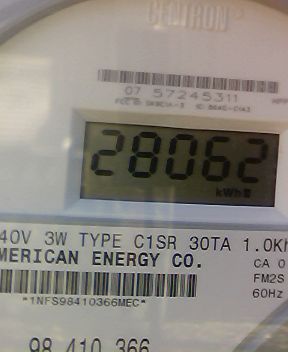 CENTRON
07 57245311
28062
kWh
40V 3W TYPE C1SR 30TA 1.0Kh
MERICAN ENERGY CO.
CA 0
FM2S
60Hz
*1NFS98410366MEC*
98 410 366